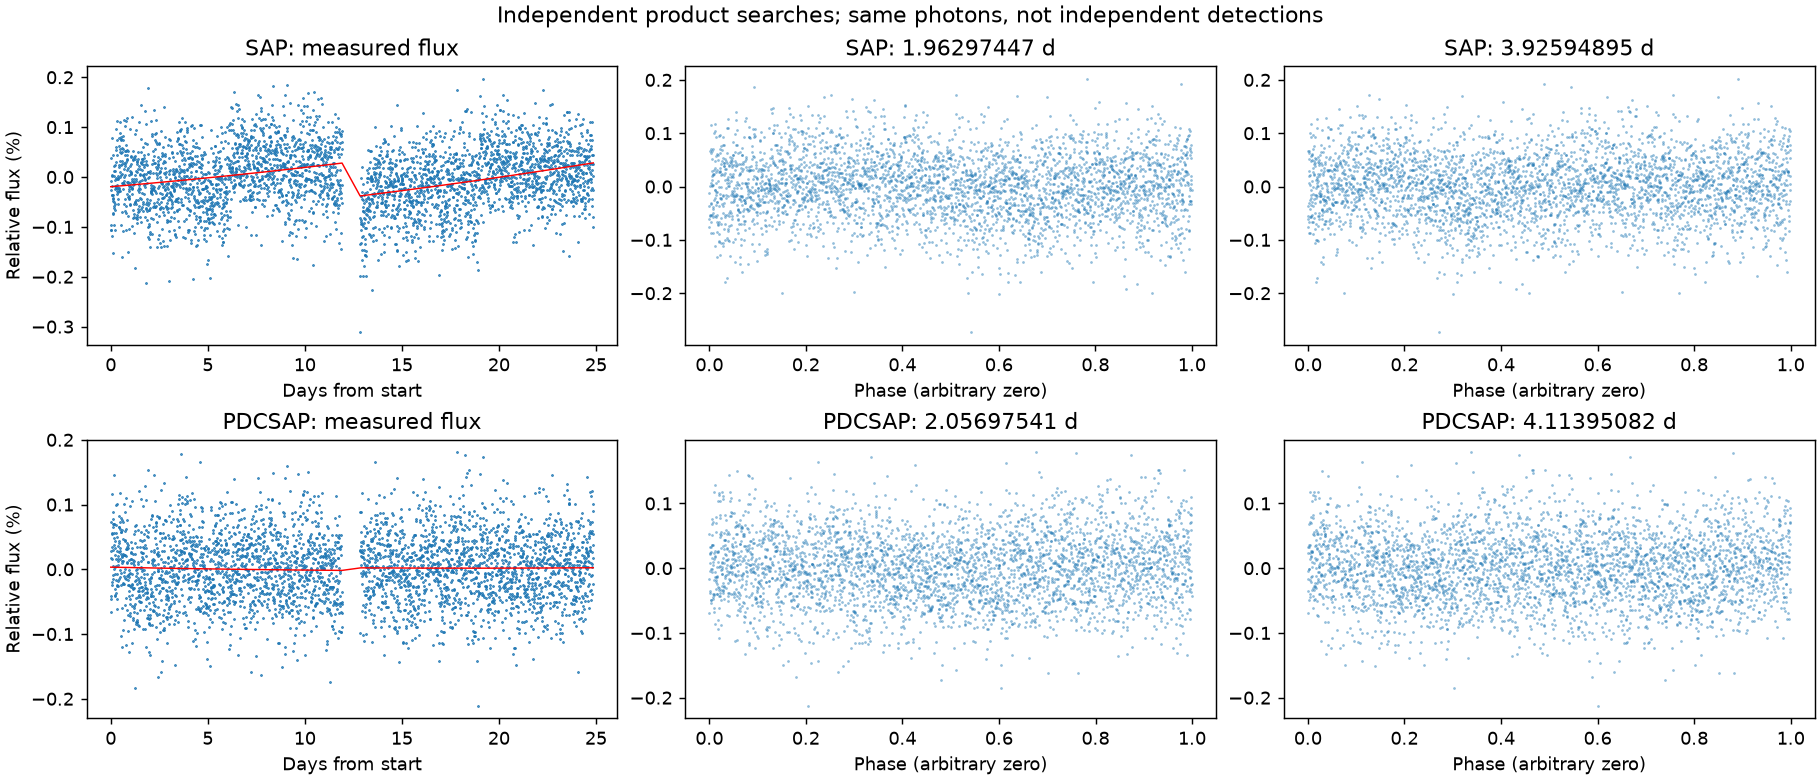 Independent product searches; same photons, not independent detections
SAP: measured flux
SAP: 1.96297447 d
SAP: 3.92594895 d
Relative flux (%)
0.2
0.1
0.0
−0.1
−0.2
−0.3
0.2
0.1
0.0
−0.1
−0.2
0.2
0.1
0.0
−0.1
−0.2
0 5 10 15 20 25
0.0 0.2 0.4 0.6 0.8 1.0
0.0 0.2 0.4 0.6 0.8 1.0
Days from start
Phase (arbitrary zero)
Phase (arbitrary zero)
PDCSAP: measured flux
PDCSAP: 2.05697541 d
PDCSAP: 4.11395082 d
Relative flux (%)
0.2
0.1
0.0
−0.1
−0.2
0.1
0.0
−0.1
−0.2
0.1
0.0
−0.1
−0.2
0 5 10 15 20 25
0.0 0.2 0.4 0.6 0.8 1.0
0.0 0.2 0.4 0.6 0.8 1.0
Days from start
Phase (arbitrary zero)
Phase (arbitrary zero)